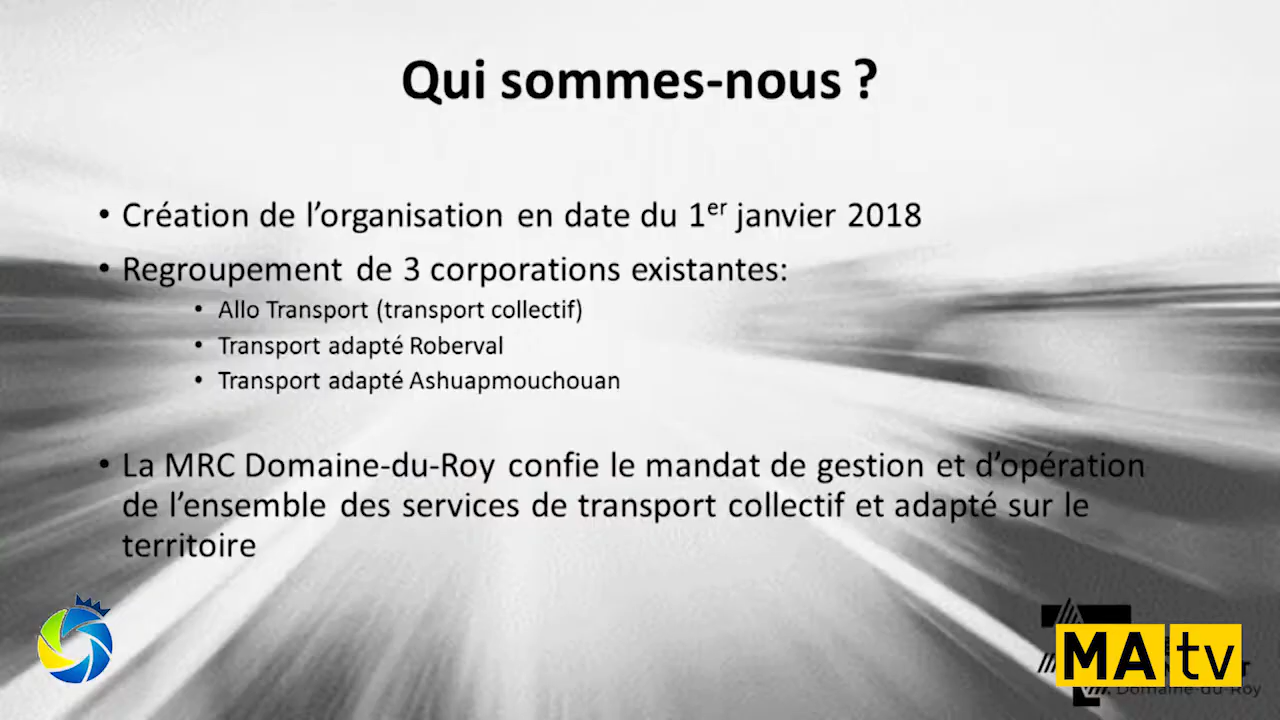 Qui sommes-nous ?
• Création de l'organisation en date du 1er janvier 2018
• Regroupement de 3 corporations existantes:
• Allo Transport (transport collectif)
• Transport adapté Roberval
• Transport adapté Ashuapmouchouan
• La MRC Domaine-du-Roy confie le mandat de gestion et d'opération
de l'ensemble des services de transport collectif et adapté sur le
territoire
MAtv
Domaine-du-Roy